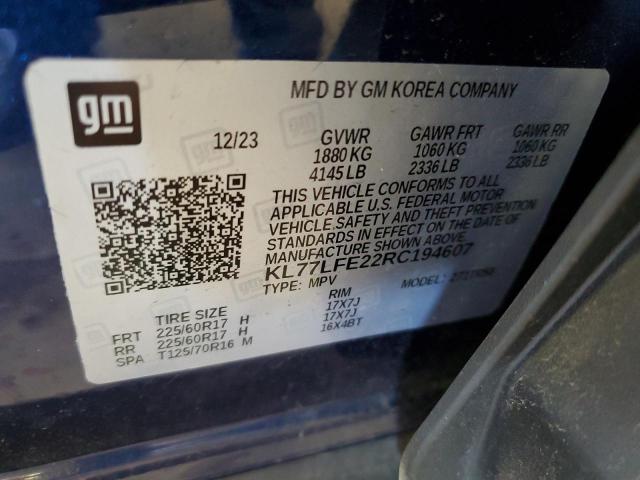 gm
MFD BY GM KOREA COMPANY
12/23 GVWR GAWR FRT GAWR RR
1880 KG 1060 KG 1060 KG
4145 LB 2336 LB 2336 LB
THIS VEHICLE CONFORMS TO ALL
APPLICABLE U.S. FEDERAL MOTOR
VEHICLE SAFETY AND THEFT PREVENTION
STANDARDS IN EFFECT ON THE DATE OF
MANUFACTURE SHOWN ABOVE.
KL77LFE22RC194607
TYPE: MPV MODEL:
TIRE SIZE RIM
FRT 225/60R17 H 17X7J
RR 225/60R17 H 17X7J
SPA T125/70R16 M 16X4BT